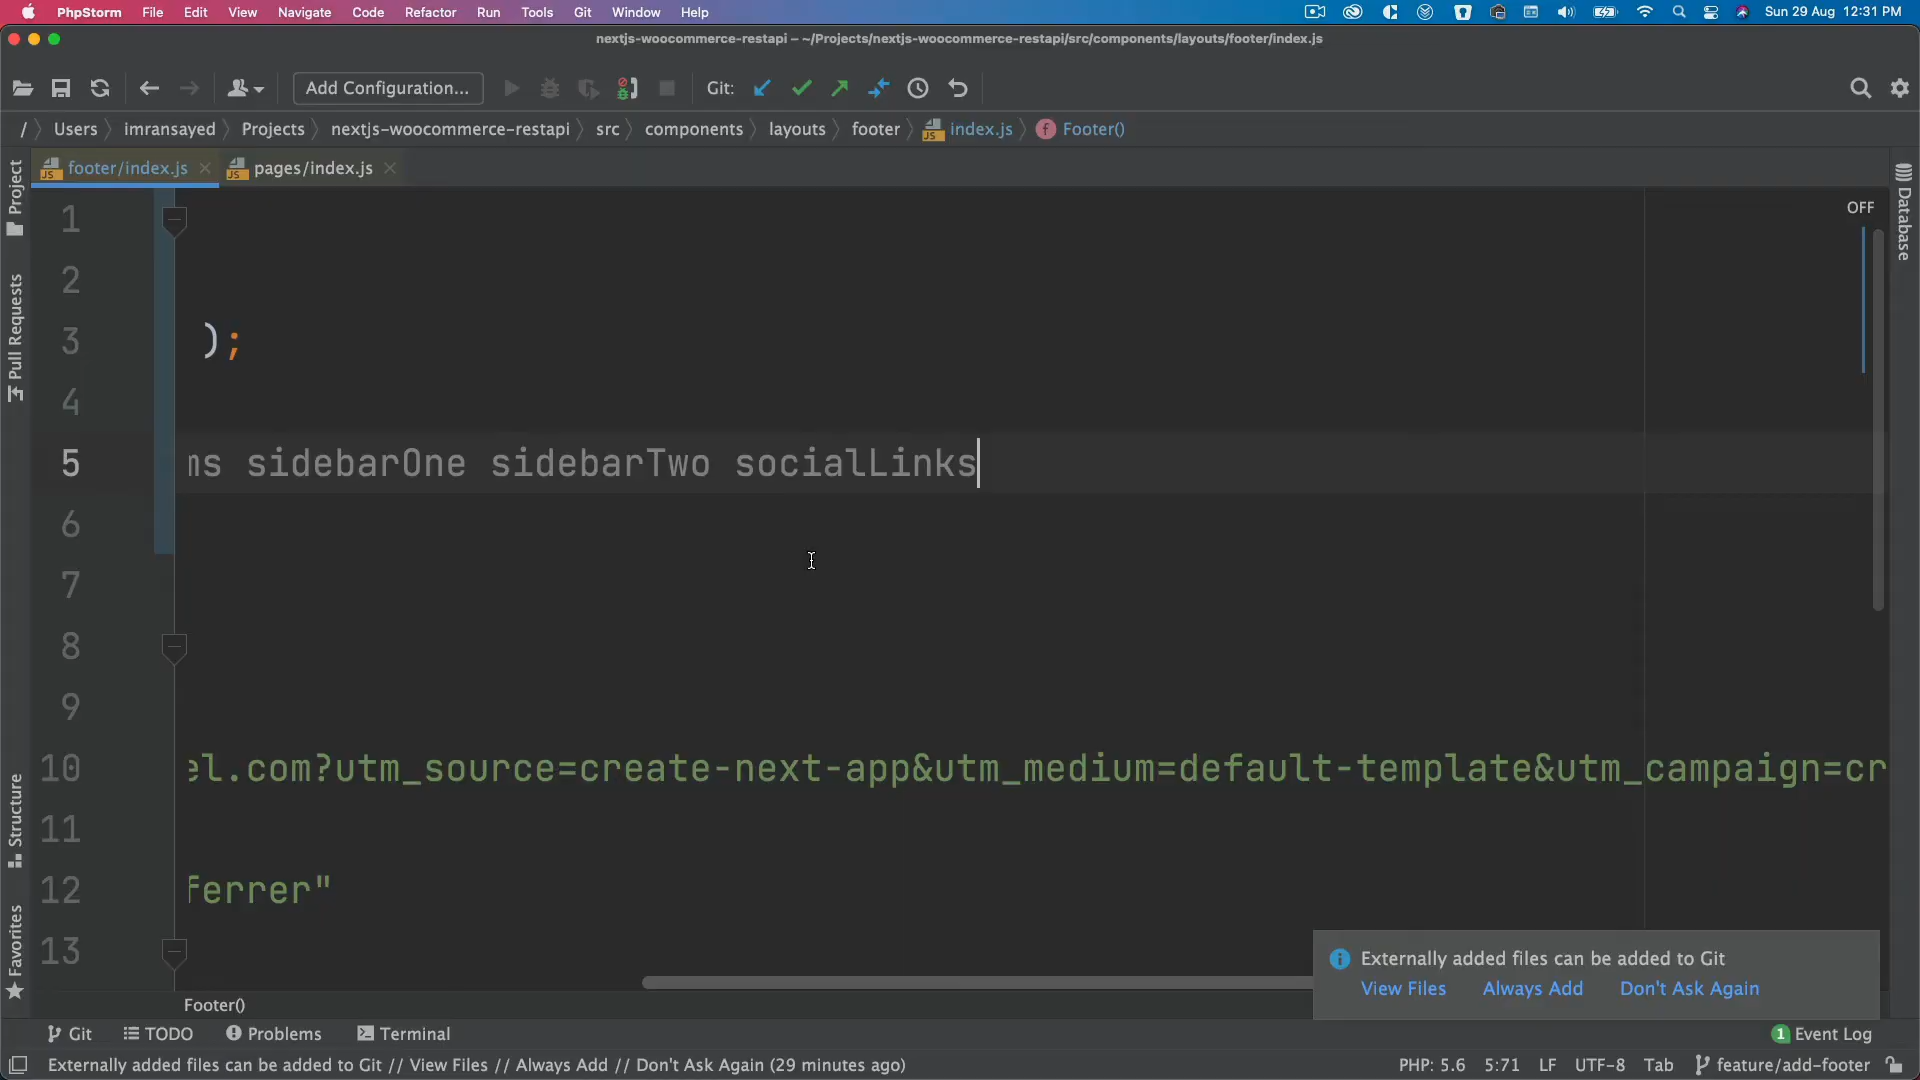 PhpStorm File Edit View Navigate Code Refactor Run Tools Git Window Help Sun 29 Aug 12:31 PM
nextjs-woocommerce-restapi – ~/Projects/nextjs-woocommerce-restapi/src/components/layouts/footer/index.js
Add Configuration... Git:
/ Users imransayed Projects nextjs-woocommerce-restapi src components layouts footer index.js Footer()
footer/index.js pages/index.js
Project
Pull Requests
Structure
Favorites
Database
OFF
1
2
3 );
4
5 ms sidebarOne sidebarTwo socialLinks
6
7
8
9
10 el.com?utm_source=create-next-app&utm_medium=default-template&utm_campaign=cr
11
12 ferrer"
13
Externally added files can be added to Git
View Files Always Add Don't Ask Again
Footer()
Git TODO Problems Terminal 1 Event Log
Externally added files can be added to Git // View Files // Always Add // Don't Ask Again (29 minutes ago) PHP: 5.6 5:71 LF UTF-8 Tab feature/add-footer